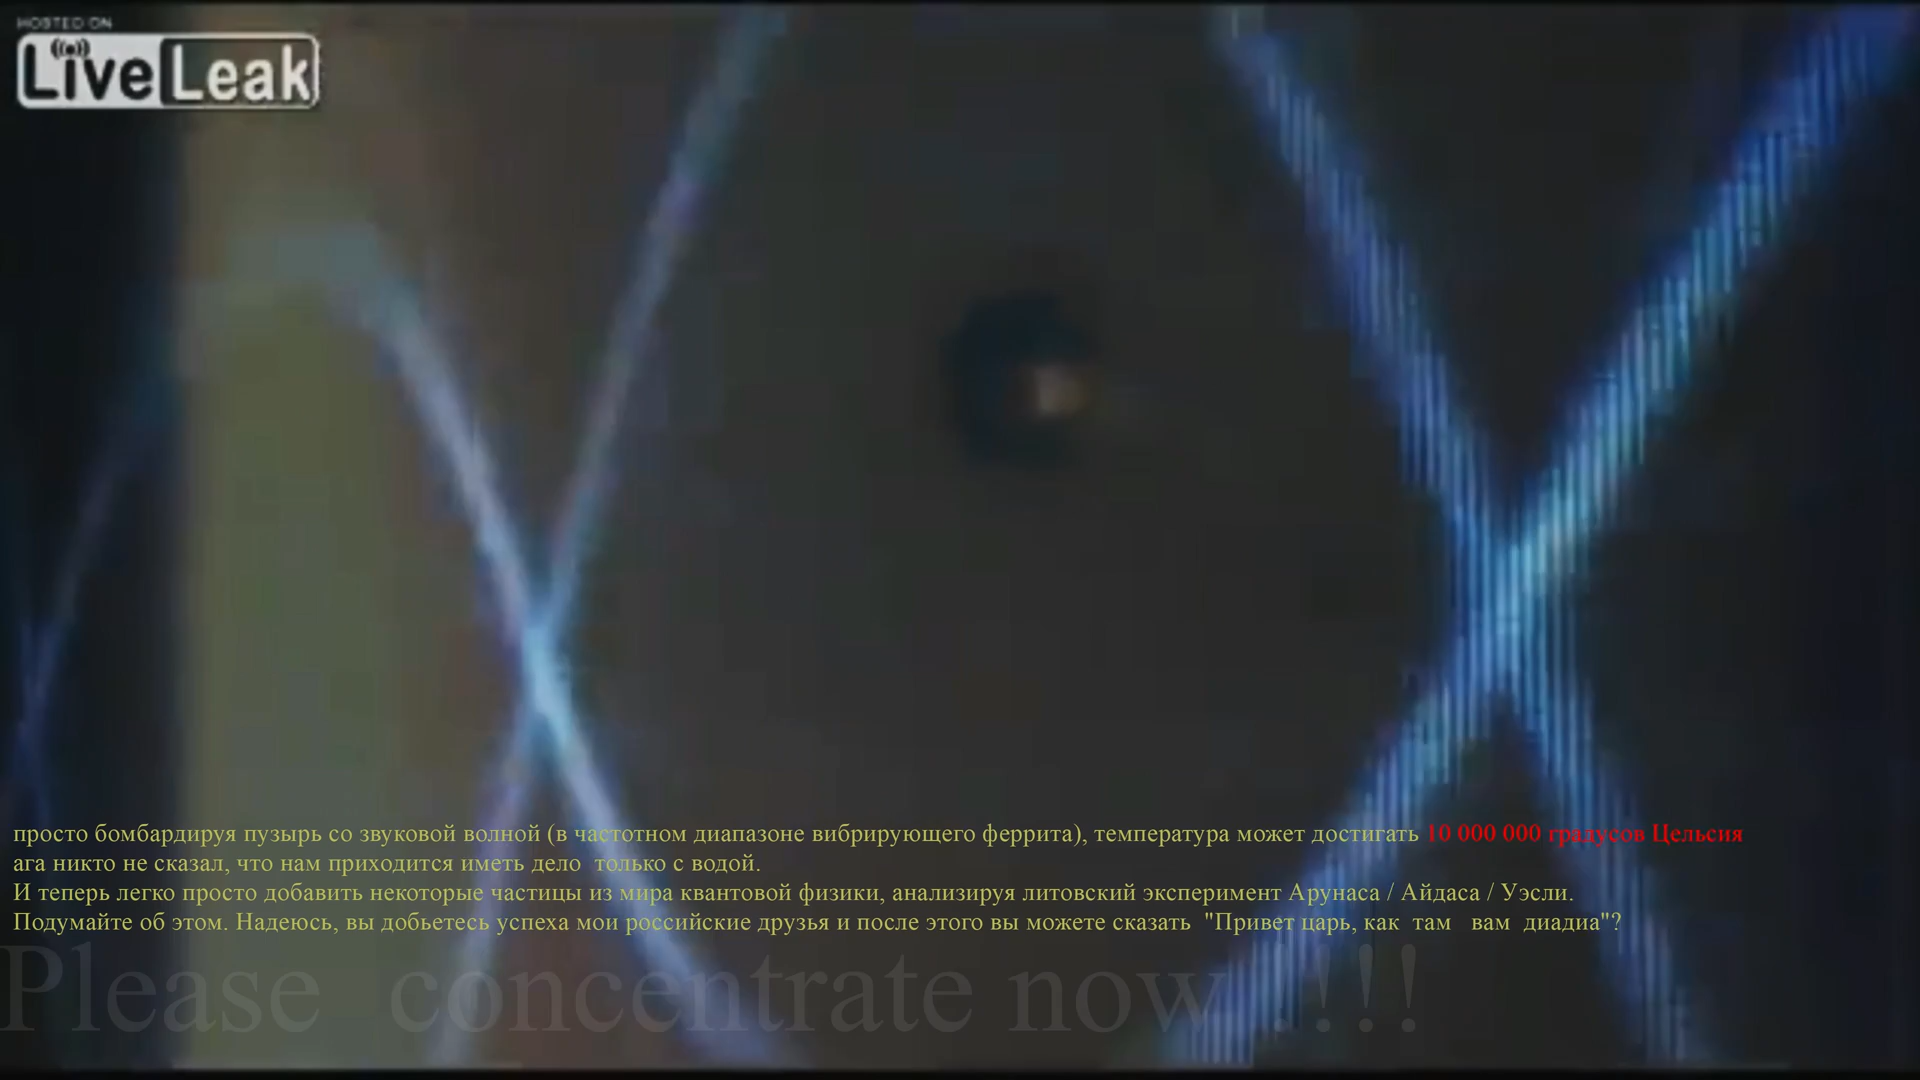 HOSTED ON
LiveLeak
просто бомбардируя пузырь со звуковой волной (в частотном диапазоне вибрирующего феррита), температура может достигать 10 000 000 градусов Цельсия
ага никто не сказал, что нам приходится иметь дело только с водой.
И теперь легко просто добавить некоторые частицы из мира квантовой физики, анализируя литовский эксперимент Арунаса / Айдаса / Уэсли.
Подумайте об этом. Надеюсь, вы добьетесь успеха мои российские друзья и после этого вы можете сказать "Привет царь, как там вам диадиа"?
Please concentrate now !!!!